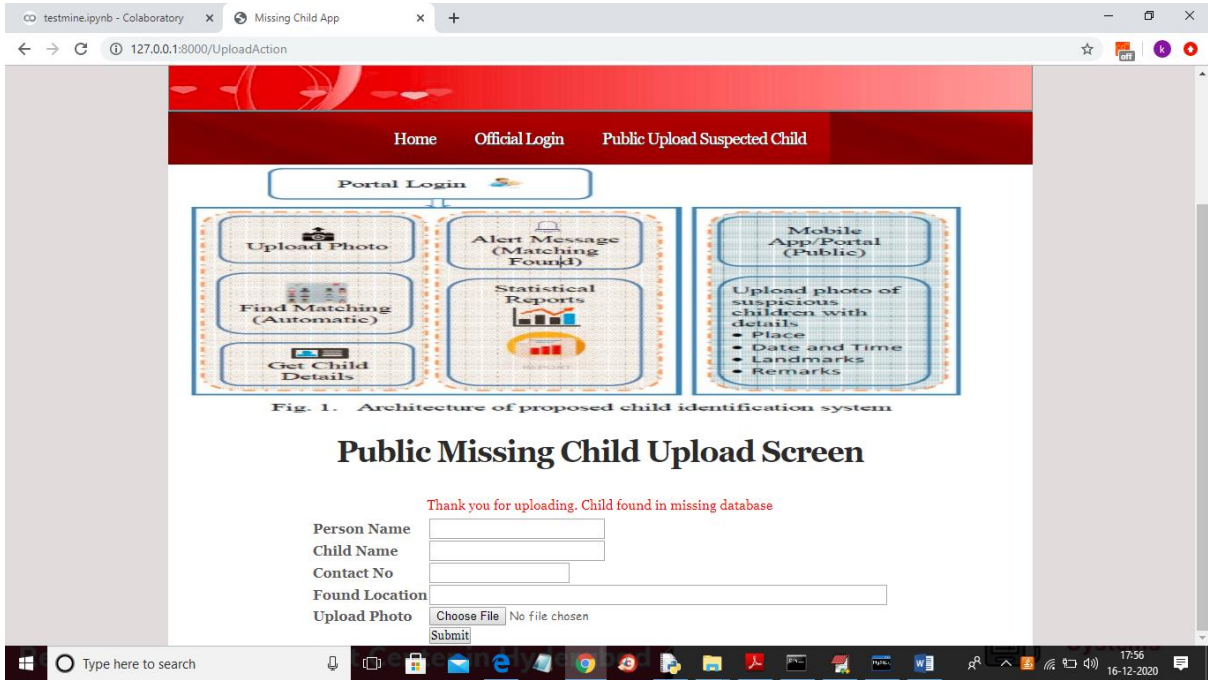 testmine.ipynb - Colaboratory
Missing Child App
127.0.0.1:8000/UploadAction
off
k
Home Official Login Public Upload Suspected Child
Portal Login
Upload Photo
Find Matching
(Automatic)
Get Child
Details
Alert Message
(Matching
Found)
Statistical
Reports
REPORT
Mobile
App/Portal
(Public)
Upload photo of
suspicious
children with
details
• Place
• Date and Time
• Landmarks
• Remarks
Fig. 1. Architecture of proposed child identification system
Public Missing Child Upload Screen
Thank you for uploading. Child found in missing database
Person Name
Child Name
Contact No
Found Location
Upload Photo Choose File No file chosen
Submit
Type here to search
17:56
16-12-2020